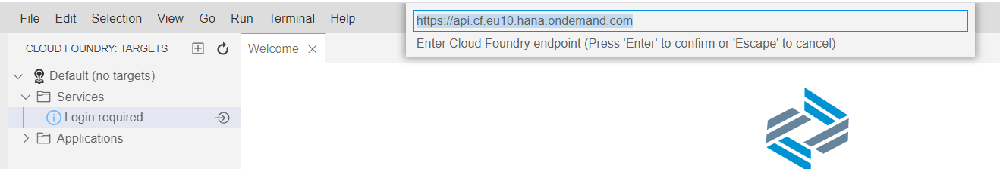 File Edit Selection View Go Run Terminal Help
https://api.cf.eu10.hana.ondemand.com
Enter Cloud Foundry endpoint (Press 'Enter' to confirm or 'Escape' to cancel)
CLOUD FOUNDRY: TARGETS
Welcome
Default (no targets)
Services
Login required
Applications